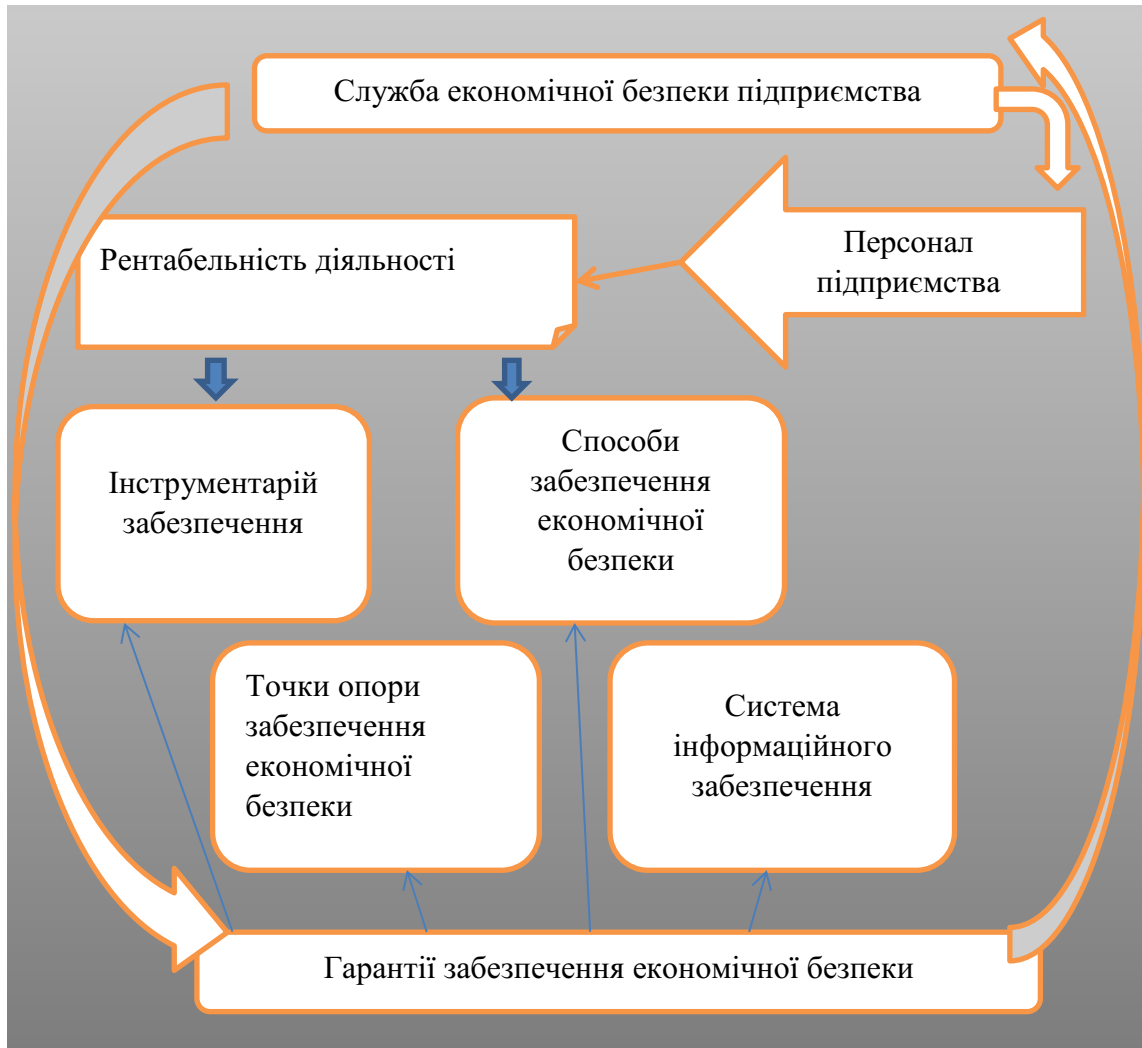 Служба економічної безпеки підприємства
Персонал
підприємства
Рентабельність діяльності
Інструментарій
забезпечення
Способи
забезпечення
економічної
безпеки
Точки опори
забезпечення
економічної
безпеки
Система
інформаційного
забезпечення
Гарантії забезпечення економічної безпеки